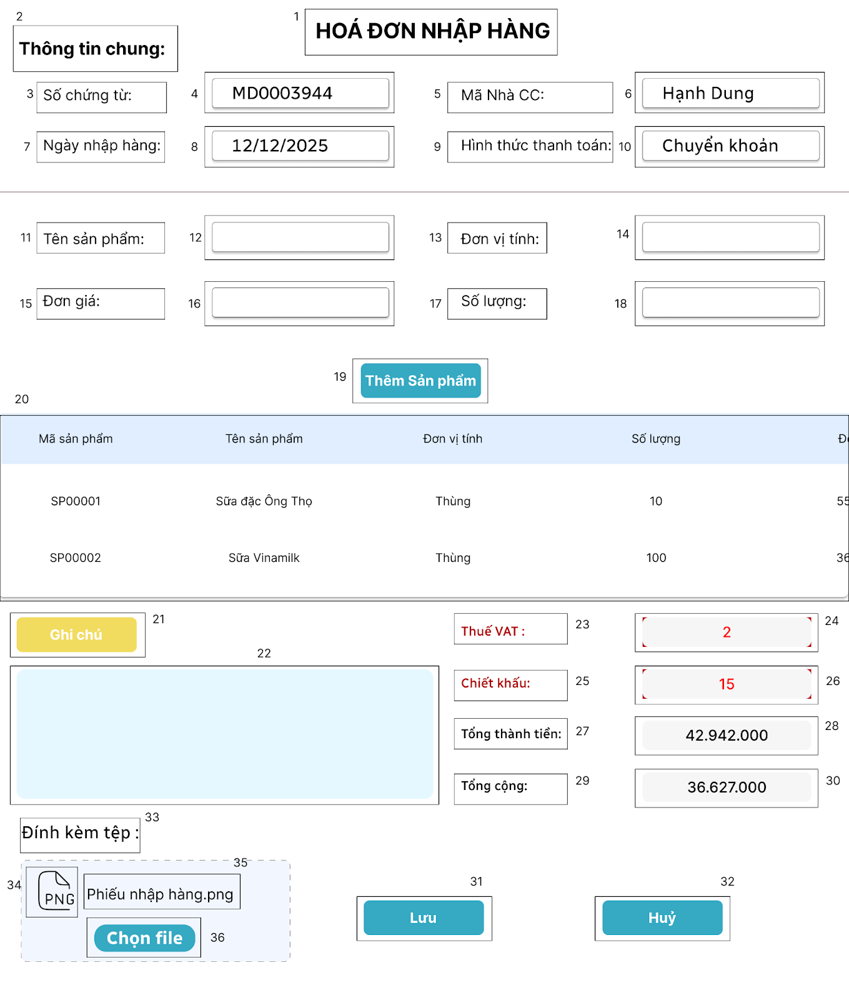 2
1
HOÁ ĐƠN NHẬP HÀNG
Thông tin chung:
3 Số chứng từ: 4 MD0003944 5 Mã Nhà CC: 6 Hạnh Dung
7 Ngày nhập hàng: 8 12/12/2025 9 Hình thức thanh toán: 10 Chuyển khoản
11 Tên sản phẩm: 12 13 Đơn vị tính: 14
15 Đơn giá: 16 17 Số lượng: 18
19 Thêm Sản phẩm
20
Mã sản phẩm Tên sản phẩm Đơn vị tính Số lượng
SP00001 Sữa đặc Ông Thọ Thùng 10 55
SP00002 Sữa Vinamilk Thùng 100 36
Ghi chú 21
22
Thuế VAT : 23 2 24
Chiết khấu: 25 15 26
Tổng thành tiền: 27 42.942.000 28
Tổng cộng: 29 36.627.000 30
33
Đính kèm tệp :
35
34 PNG Phiếu nhập hàng.png
Chọn file 36
31
Lưu
32
Huỷ